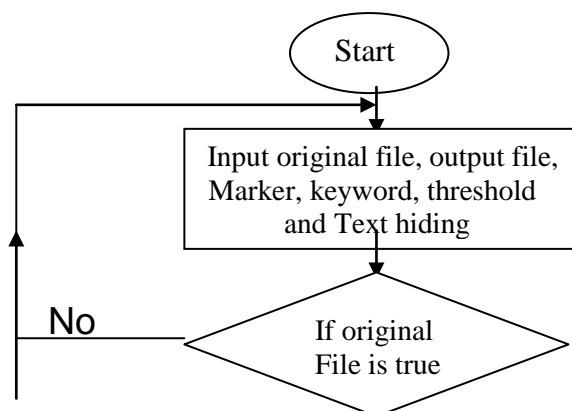 Start
Input original file, output file,
Marker, keyword, threshold
and Text hiding
No
If original
File is true